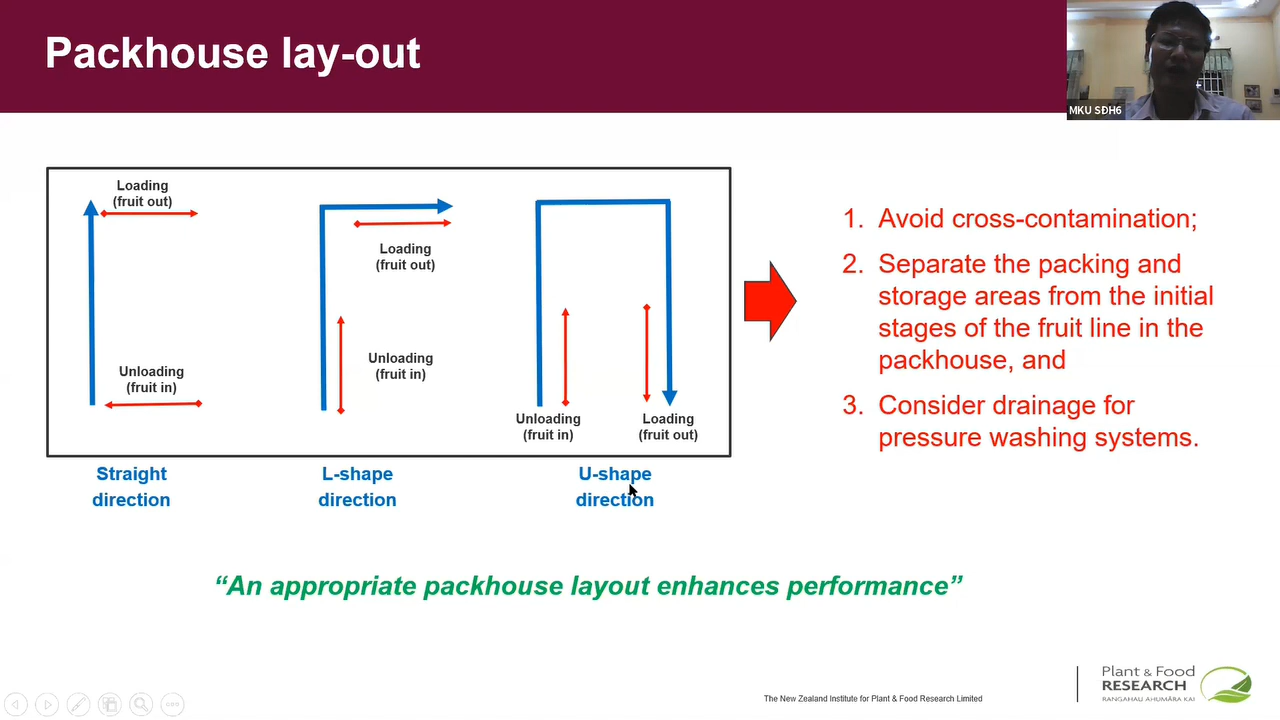 Packhouse lay-out
MKU SĐH6
Loading
(fruit out)
Unloading
(fruit in)
Loading
(fruit out)
Unloading
(fruit in)
Unloading
(fruit in)
Loading
(fruit out)
Straight
direction
L-shape
direction
U-shape
direction
1. Avoid cross-contamination;
2. Separate the packing and
storage areas from the initial
stages of the fruit line in the
packhouse, and
3. Consider drainage for
pressure washing systems.
“An appropriate packhouse layout enhances performance”
The New Zealand Institute for Plant & Food Research Limited
Plant & Food
RESEARCH
RANGAHAU AHUMĀRA KAI